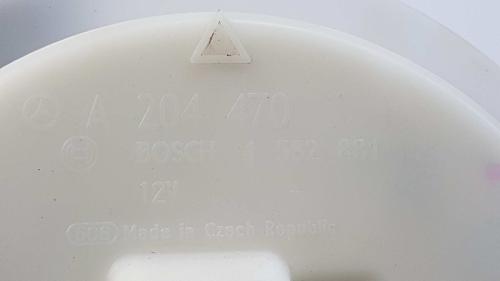 A 204 470
BOSCH 1 582 881
12V
Made in Czech Republic